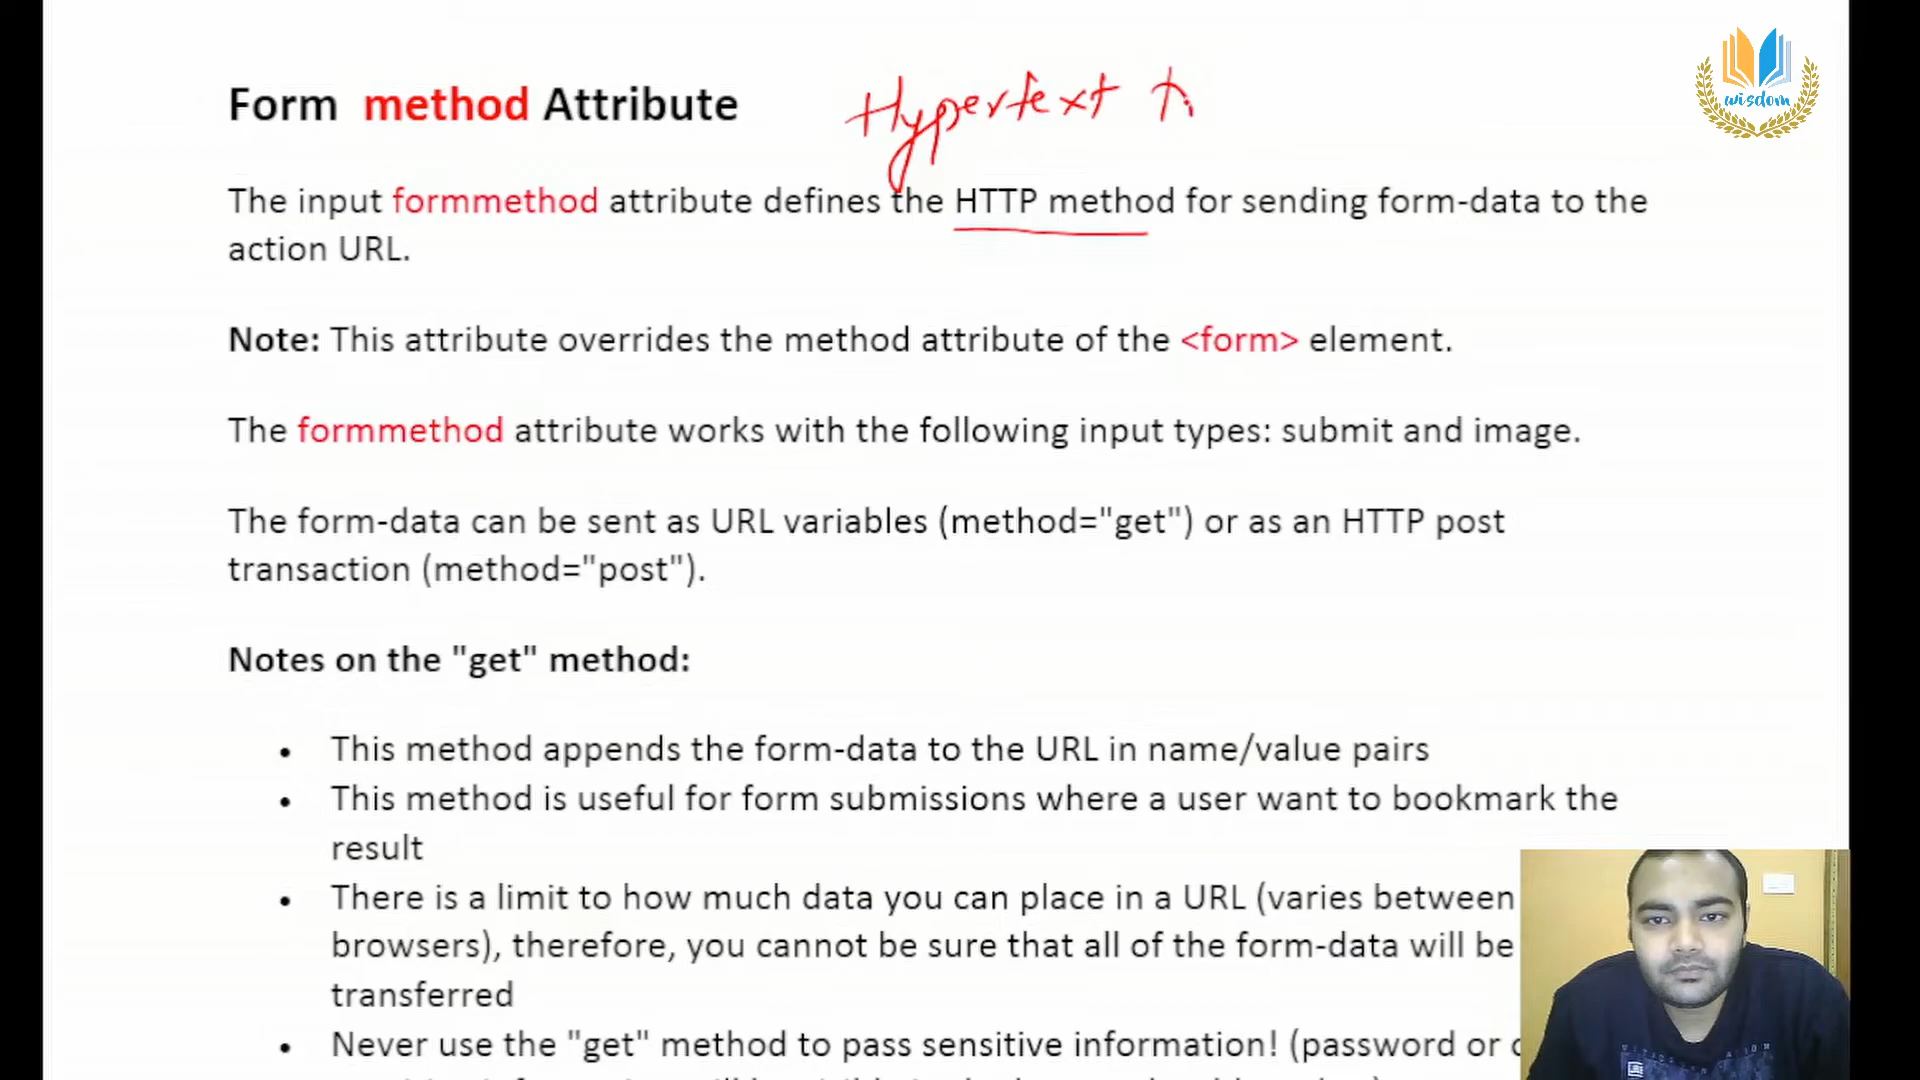 Form method Attribute
Hypertext
wisdom
The input formmethod attribute defines the HTTP method for sending form-data to the
action URL.
Note: This attribute overrides the method attribute of the <form> element.
The formmethod attribute works with the following input types: submit and image.
The form-data can be sent as URL variables (method="get") or as an HTTP post
transaction (method="post").
Notes on the "get" method:
• This method appends the form-data to the URL in name/value pairs
• This method is useful for form submissions where a user want to bookmark the
result
• There is a limit to how much data you can place in a URL (varies between
browsers), therefore, you cannot be sure that all of the form-data will be
transferred
• Never use the "get" method to pass sensitive information! (password or